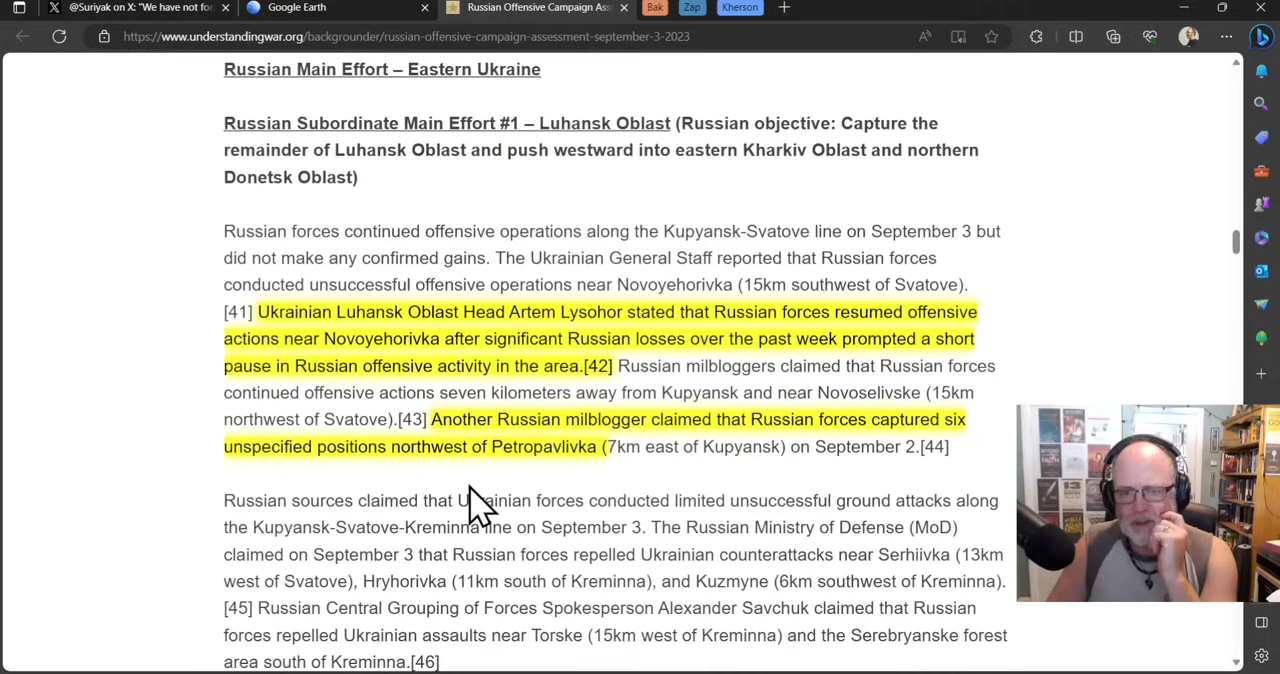 @Suriyak on X: "We have not for
Google Earth
Russian Offensive Campaign Ass
Bak
Zap
Kherson
https://www.understandingwar.org/backgrounder/russian-offensive-campaign-assessment-september-3-2023
Russian Main Effort – Eastern Ukraine
Russian Subordinate Main Effort #1 – Luhansk Oblast (Russian objective: Capture the
remainder of Luhansk Oblast and push westward into eastern Kharkiv Oblast and northern
Donetsk Oblast)
Russian forces continued offensive operations along the Kupyansk-Svatove line on September 3 but
did not make any confirmed gains. The Ukrainian General Staff reported that Russian forces
conducted unsuccessful offensive operations near Novoyehorivka (15km southwest of Svatove).
[41] Ukrainian Luhansk Oblast Head Artem Lysohor stated that Russian forces resumed offensive
actions near Novoyehorivka after significant Russian losses over the past week prompted a short
pause in Russian offensive activity in the area.[42] Russian milbloggers claimed that Russian forces
continued offensive actions seven kilometers away from Kupyansk and near Novoselivske (15km
northwest of Svatove).[43] Another Russian milblogger claimed that Russian forces captured six
unspecified positions northwest of Petropavlivka (7km east of Kupyansk) on September 2.[44]
Russian sources claimed that Ukrainian forces conducted limited unsuccessful ground attacks along
the Kupyansk-Svatove-Kreminna line on September 3. The Russian Ministry of Defense (MoD)
claimed on September 3 that Russian forces repelled Ukrainian counterattacks near Serhiivka (13km
west of Svatove), Hryhorivka (11km south of Kreminna), and Kuzmyne (6km southwest of Kreminna).
[45] Russian Central Grouping of Forces Spokesperson Alexander Savchuk claimed that Russian
forces repelled Ukrainian assaults near Torske (15km west of Kreminna) and the Serebryanske forest
area south of Kreminna.[46]